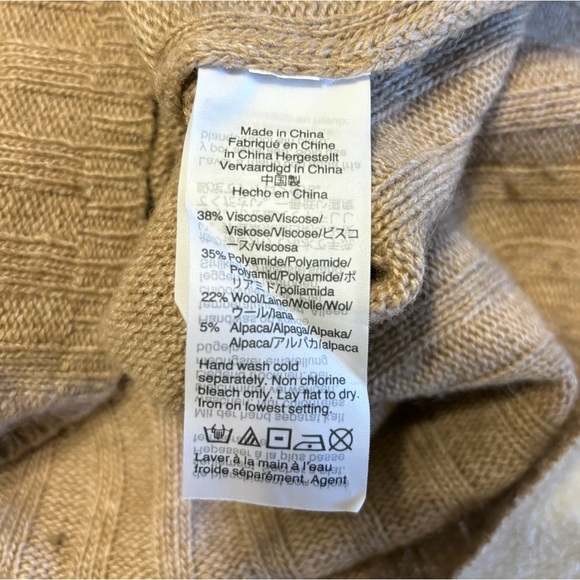 Made in China
Fabriqué en Chine
in China Hergestellt
Vervaardigd in China
中国製
Hecho en China
38% Viscose/Viscose/
Viskose/Viscose/ビスコ
ース/viscosa
35% Polyamide/Polyamide/
Polyamid/Polyamide/ポ
リアミド/poliamida
22% Wool/Laine/Wolle/Wol/
ウール/lana
5% Alpaca/Alpaga/Alpaka/
Alpaca/アルパカ/alpaca
Hand wash cold
separately. Non chlorine
bleach only. Lay flat to dry.
Iron on lowest setting.
Laver à la main à l'eau
froide séparément. Agent